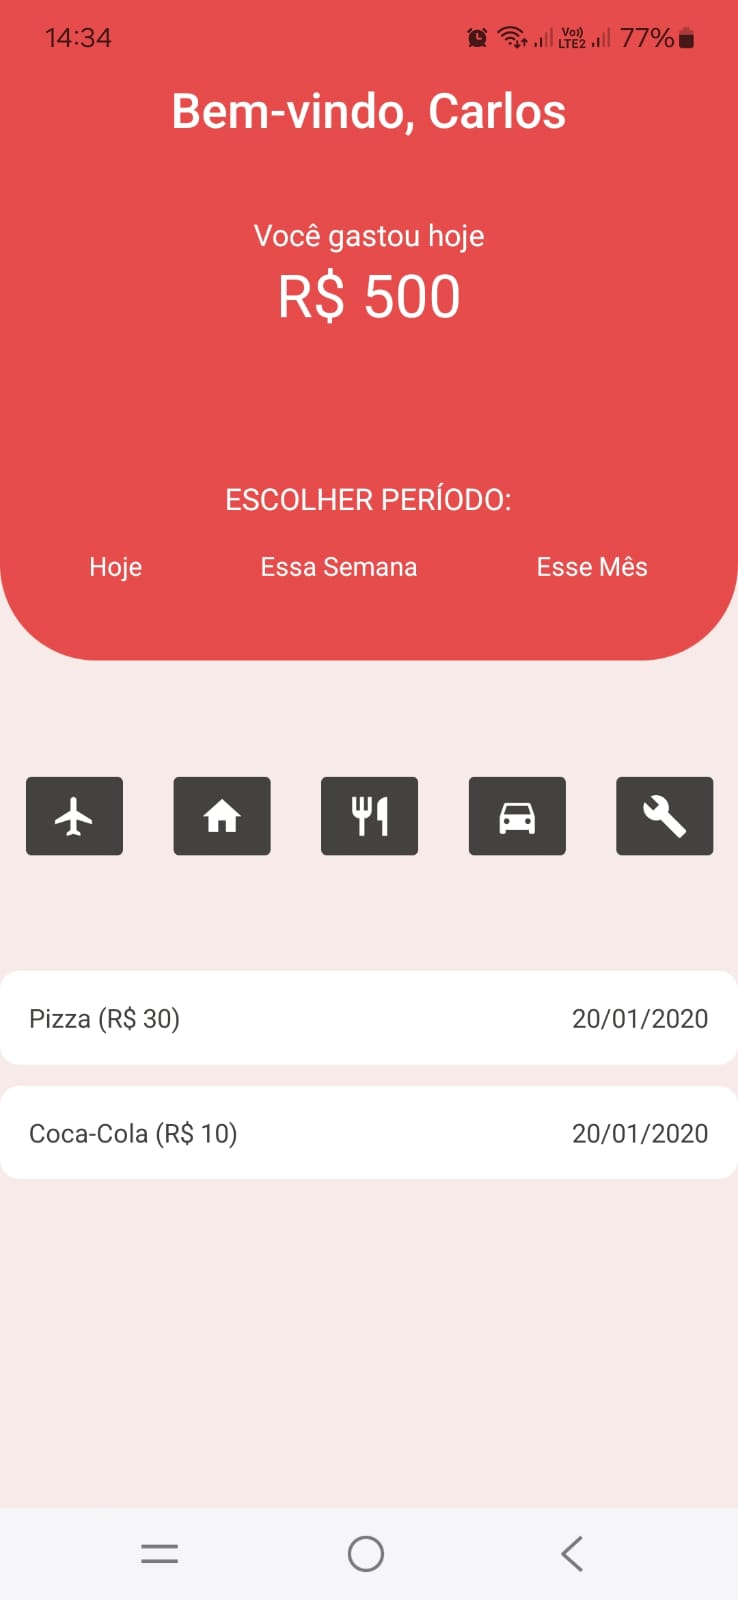 14:34
Vo)) LTE2 77%
Bem-vindo, Carlos
Você gastou hoje
R$ 500
ESCOLHER PERÍODO:
Hoje Essa Semana Esse Mês
Pizza (R$ 30) 20/01/2020
Coca-Cola (R$ 10) 20/01/2020